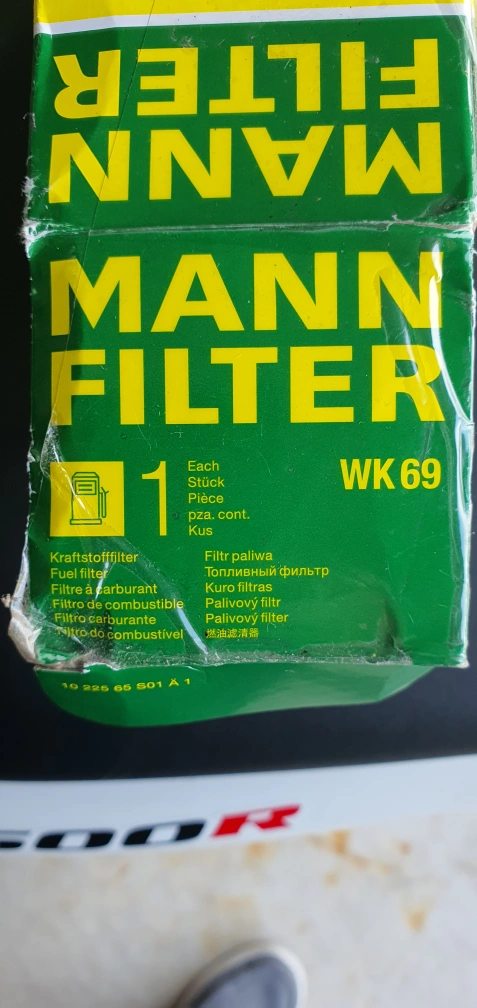 MANN
FILTER
MANN
FILTER
1
Each
Stück
Pièce
pza. cont.
Kus
WK 69
Kraftstofffilter
Fuel filter
Filtre à carburant
Filtro de combustible
Filtro carburante
Filtro do combustível
Filtr paliwa
Топливный фильтр
Kuro filtras
Palivový filtr
Palivový filter
燃油滤清器
10 225 65 S01 Ä 1
500R